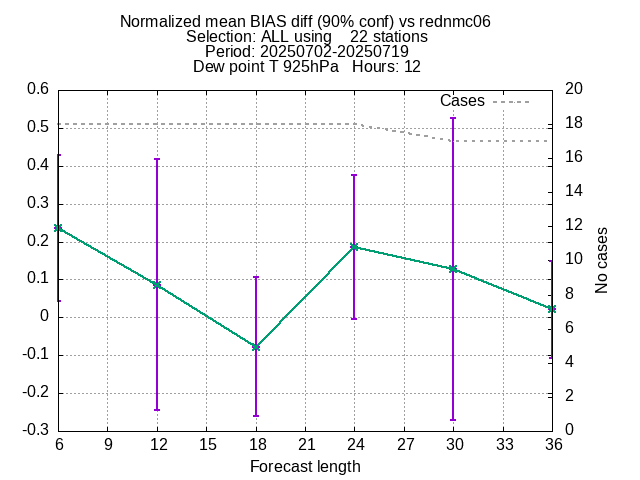 Normalized mean BIAS diff (90% conf) vs rednmc06
Selection: ALL using    22 stations
Period: 20250702-20250719
Dew point T 925hPa   Hours: 12
Cases
0.6
0.5
0.4
0.3
0.2
0.1
0
-0.1
-0.2
-0.3
20
18
16
14
12
10
8
6
4
2
0
No cases
6 9 12 15 18 21 24 27 30 33 36
Forecast length